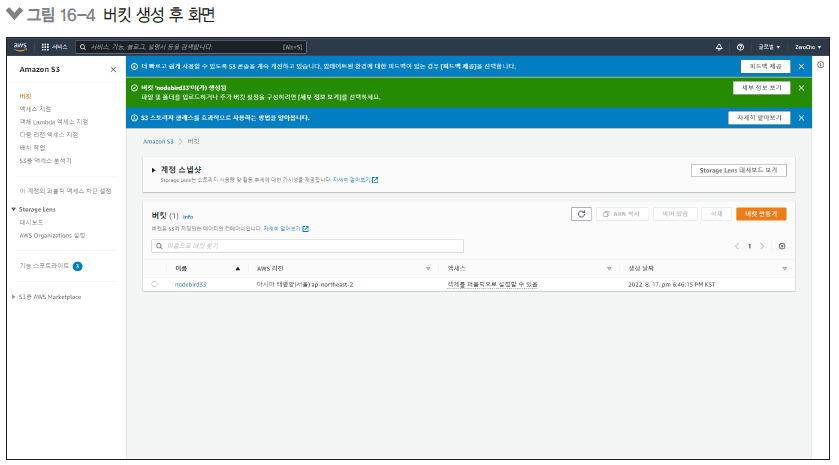 그림 16-4 버킷 생성 후 화면
aws 서비스 서비스, 기능, 블로그, 설명서 등을 검색합니다. [Alt+S] 글로벌 ZeroCho
Amazon S3
버킷
액세스 지점
객체 Lambda 액세스 지점
다중 리전 액세스 지점
배치 작업
S3용 액세스 분석기
이 계정의 퍼블릭 액세스 차단 설정
Storage Lens
대시보드
AWS Organizations 설정
기능 스포트라이트 3
S3용 AWS Marketplace
더 빠르고 쉽게 사용할 수 있도록 S3 콘솔을 계속 개선하고 있습니다. 업데이트된 환경에 대한 피드백이 있는 경우 [피드백 제공]을 선택합니다. 피드백 제공
버킷 'nodebird33'이(가) 생성됨
파일 및 폴더를 업로드하거나 추가 버킷 설정을 구성하려면 [세부 정보 보기]를 선택하세요. 세부 정보 보기
S3 스토리지 클래스를 효과적으로 사용하는 방법을 알아봅니다. 자세히 알아보기
Amazon S3 > 버킷
계정 스냅샷
Storage Lens는 스토리지 사용량 및 활동 추세에 대한 가시성을 제공합니다. 자세히 알아보기
Storage Lens 대시보드 보기
버킷 (1) Info
버킷은 S3에 저장되는 데이터의 컨테이너입니다. 자세히 알아보기
ARN 복사 비어 있음 삭제 버킷 만들기
이름으로 버킷 찾기
1
이름 AWS 리전 액세스 생성 날짜
nodebird33 아시아 태평양(서울) ap-northeast-2 객체를 퍼블릭으로 설정할 수 있음 2022. 8. 17. pm 6:46:15 PM KST